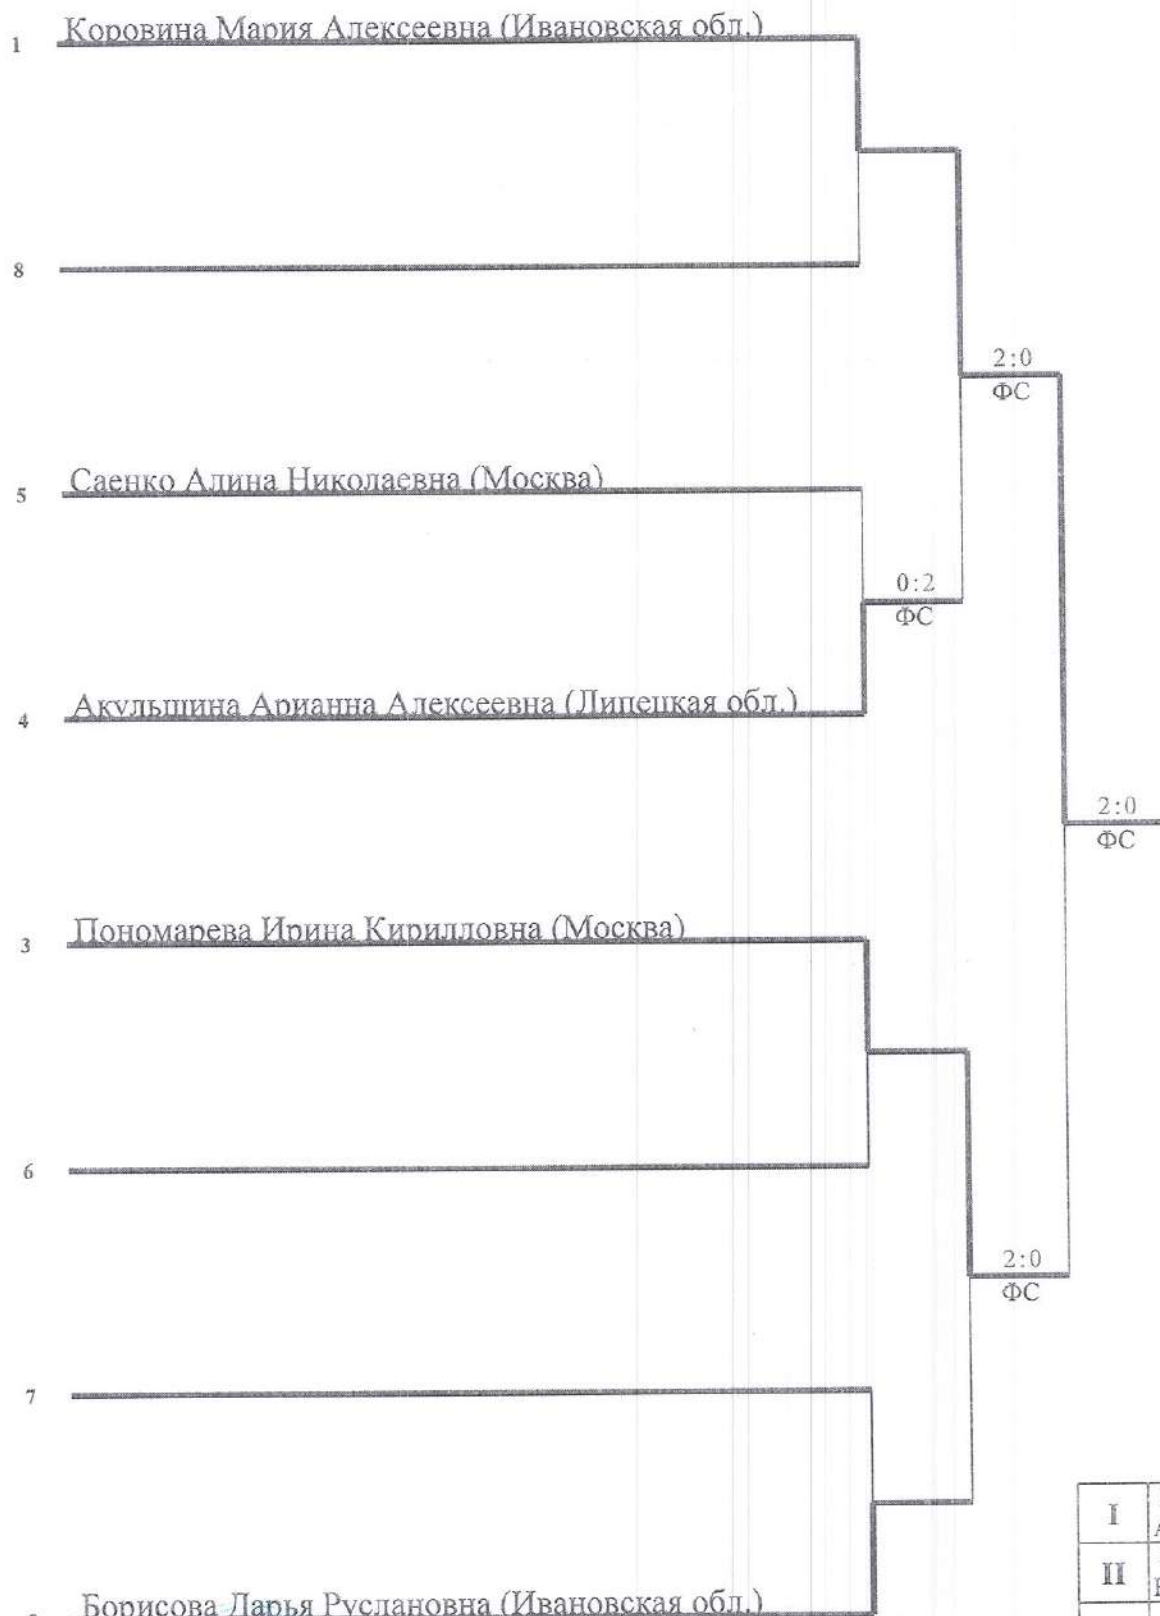 1 Коровина Мария Алексеевна (Ивановская обл.)
8
2:0
ФС
5 Саенко Алина Николаевна (Москва)
0:2
ФС
4 Акульшина Арианна Алексеевна (Липецкая обл.)
2:0
ФС
3 Пономарева Ирина Кирилловна (Москва)
6
2:0
ФС
7
I
II
Борисова Дарья Руслановна (Ивановская обл.)